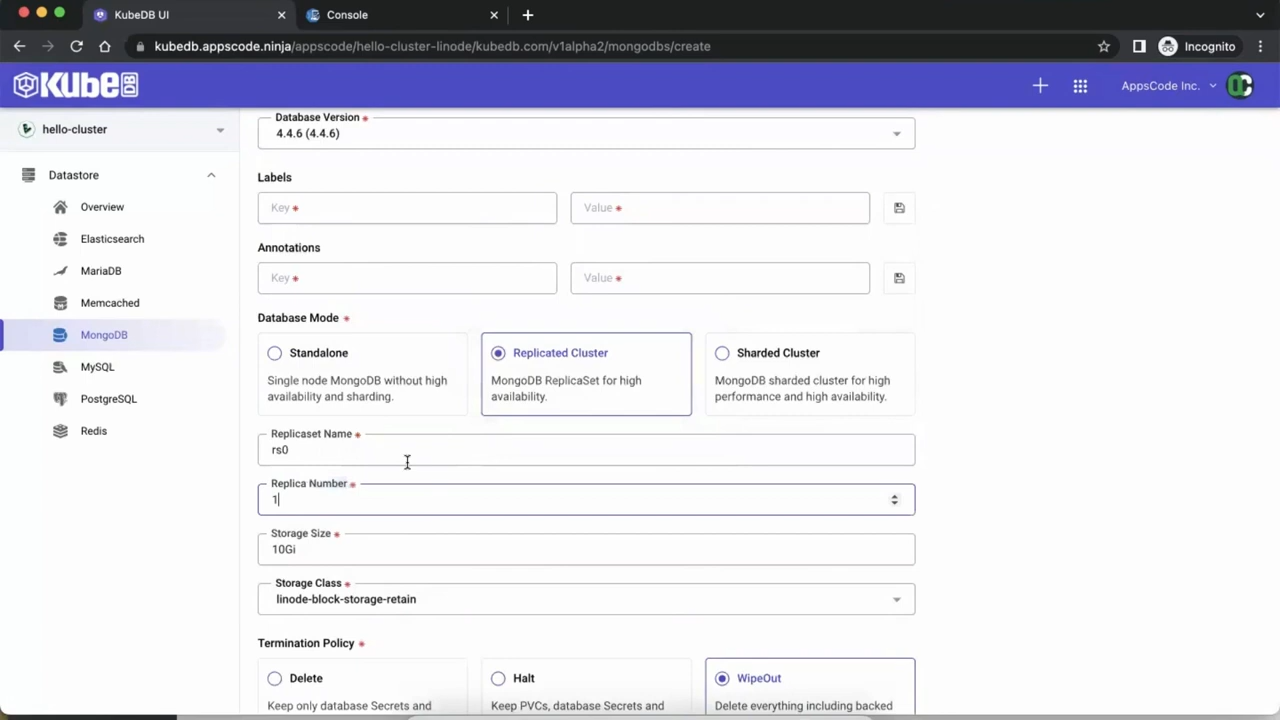 KubeDB UI
Console
kubedb.appscode.ninja/appscode/hello-cluster-linode/kubedb.com/v1alpha2/mongodbs/create
Incognito
KubeDB
AppsCode Inc.
hello-cluster
Datastore
Overview
Elasticsearch
MariaDB
Memcached
MongoDB
MySQL
PostgreSQL
Redis
Database Version *
4.4.6 (4.4.6)
Labels
Key * Value *
Annotations
Key * Value *
Database Mode *
Standalone
Single node MongoDB without high
availability and sharding.
Replicated Cluster
MongoDB ReplicaSet for high
availability.
Sharded Cluster
MongoDB sharded cluster for high
performance and high availability.
Replicaset Name *
rs0
Replica Number *
1
Storage Size *
10Gi
Storage Class *
linode-block-storage-retain
Termination Policy *
Delete
Keep only database Secrets and
Halt
Keep PVCs, database Secrets and
WipeOut
Delete everything including backed